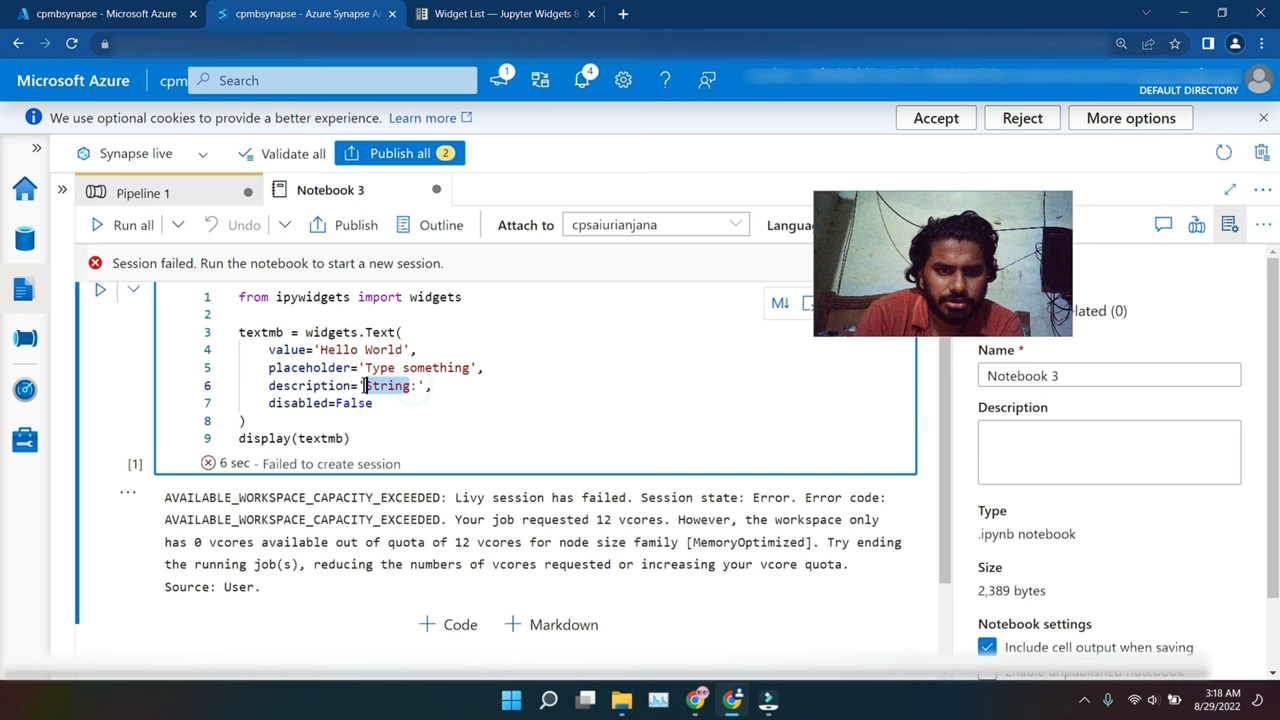 cpmbsynapse - Microsoft Azure
cpmbsynapse - Azure Synapse An
Widget List — Jupyter Widgets 8
Microsoft Azure
cpm
Search
1
4
DEFAULT DIRECTORY
We use optional cookies to provide a better experience. Learn more
Accept
Reject
More options
Synapse live
Validate all
Publish all 2
Pipeline 1
Notebook 3
Run all
Undo
Publish
Outline
Attach to
cpsaiurianjana
Langua
Session failed. Run the notebook to start a new session.
1 from ipywidgets import widgets
2
3 textmb = widgets.Text(
4 value='Hello World',
5 placeholder='Type something',
6 description='String:',
7 disabled=False
8 )
9 display(textmb)
M↓
[1]
6 sec - Failed to create session
AVAILABLE_WORKSPACE_CAPACITY_EXCEEDED: Livy session has failed. Session state: Error. Error code:
AVAILABLE_WORKSPACE_CAPACITY_EXCEEDED. Your job requested 12 vcores. However, the workspace only
has 0 vcores available out of quota of 12 vcores for node size family [MemoryOptimized]. Try ending
the running job(s), reducing the numbers of vcores requested or increasing your vcore quota.
Source: User.
Code
Markdown
lated (0)
Name *
Notebook 3
Description
Type
.ipynb notebook
Size
2,389 bytes
Notebook settings
Include cell output when saving
Enable unpublished notebook
3:18 AM
8/29/2022